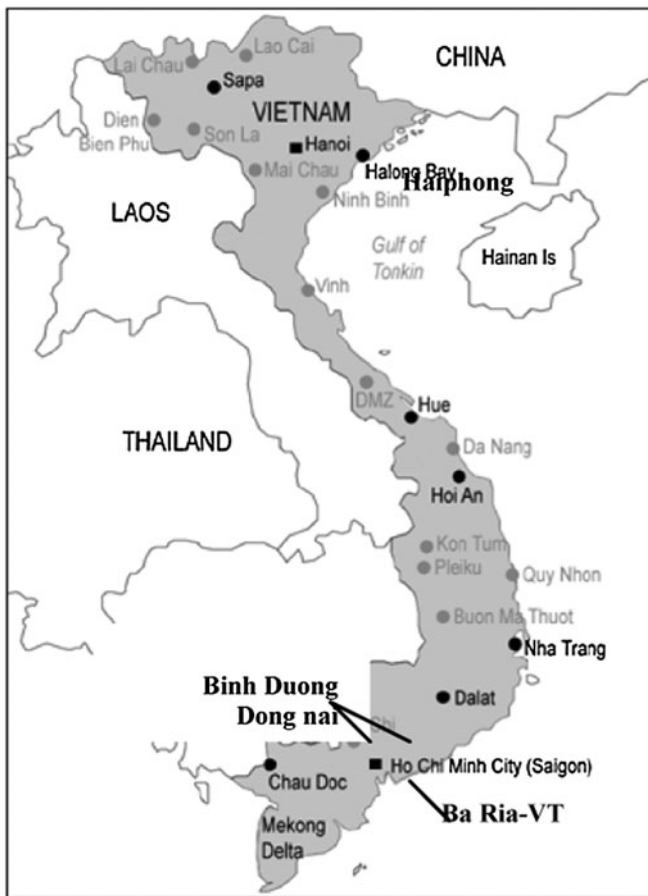 CHINA
Lao Cai
Lai Chau
Sapa
VIETNAM
Dien
Bien Phu
Son La
Hanoi
Mai Chau
Halong Bay
Haiphong
Ninh Binh
LAOS
Gulf of
Tonkin
Hainan Is
Vinh
DMZ
Hue
THAILAND
Da Nang
Hoi An
Kon Tum
Pleiku
Quy Nhon
Buon Ma Thuot
Nha Trang
Binh Duong
Dalat
Dong nai
Ho Chi Minh City (Saigon)
Chau Doc
Ba Ria-VT
Mekong
Delta